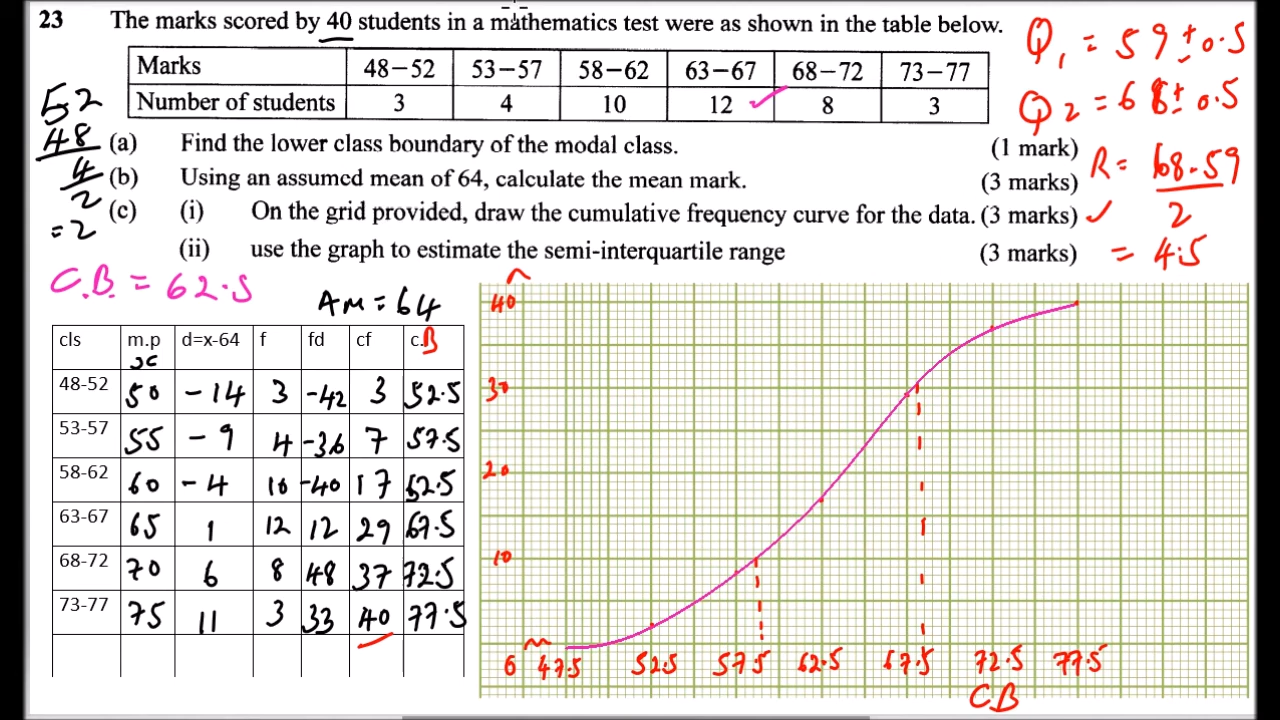 23 The marks scored by 40 students in a mathematics test were as shown in the table below.
Marks 48–52 53–57 58–62 63–67 68–72 73–77
Number of students 3 4 10 12 8 3
(a) Find the lower class boundary of the modal class. (1 mark)
(b) Using an assumed mean of 64, calculate the mean mark. (3 marks)
(c) (i) On the grid provided, draw the cumulative frequency curve for the data. (3 marks) ✓
(ii) use the graph to estimate the semi-interquartile range (3 marks)
52
48
4
2
= 2
Q1 = 59 ± 0.5
Q2 = 68 ± 0.5
R = 68-59
2
= 4.5
C.B. = 62.5
AM = 64
cls m.p x d=x-64 f fd cf c.B
48-52 50 -14 3 -42 3 52.5
53-57 55 -9 4 -36 7 57.5
58-62 60 -4 10 -40 17 62.5
63-67 65 1 12 12 29 67.5
68-72 70 6 8 48 37 72.5
73-77 75 11 3 33 40 77.5
40
30
20
10
0 47.5 52.5 57.5 62.5 67.5 72.5 77.5
CB